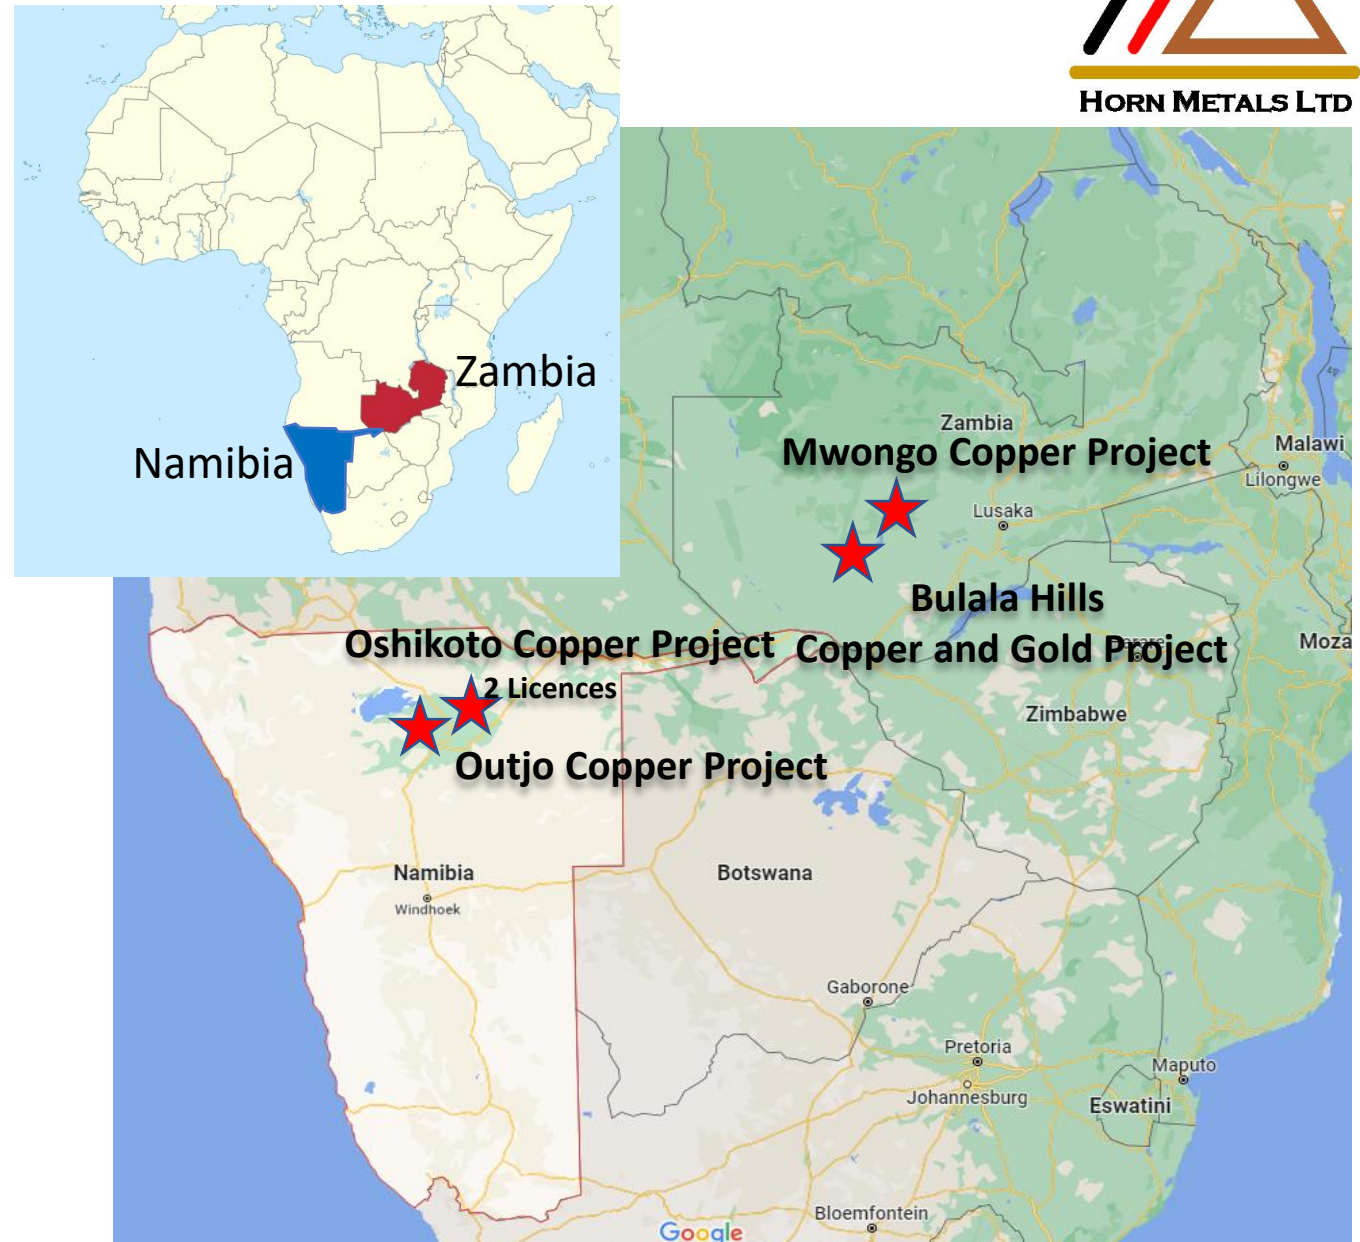 HORN METALS LTD
Zambia
Namibia
Zambia
Mwongo Copper Project
Malawi
Lilongwe
Lusaka
Bulala Hills
Copper and Gold Project
Oshikoto Copper Project
2 Licences
Moza
Zimbabwe
Outjo Copper Project
Namibia
Windhoek
Botswana
Gaborone
Pretoria
Johannesburg
Maputo
Eswatini
Bloemfontein
Google